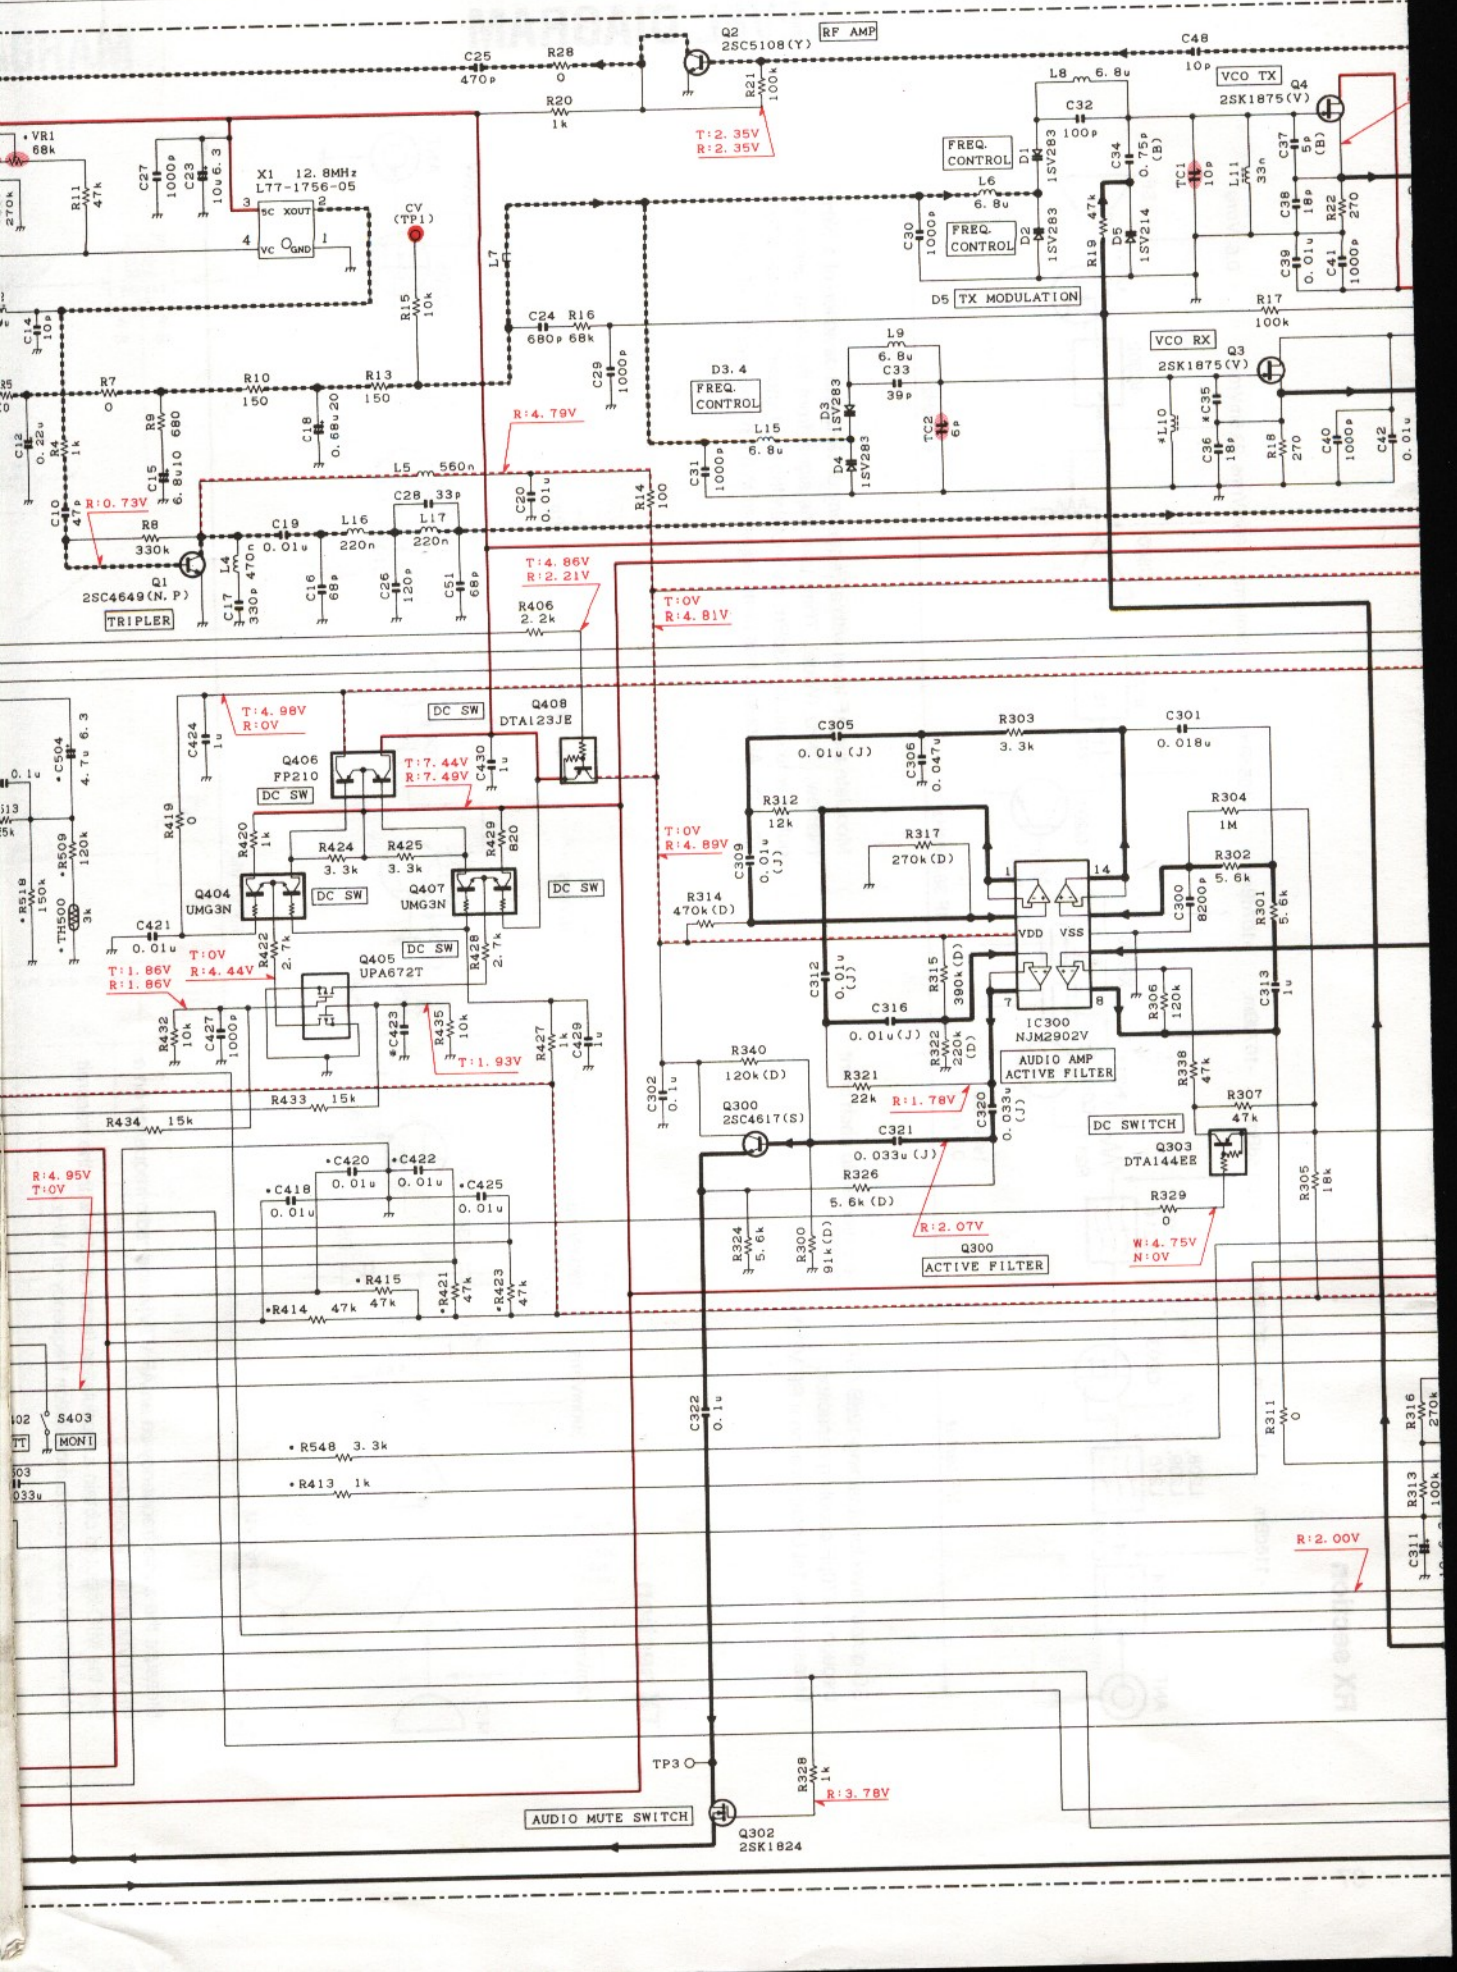 Q2
2SC5108(Y)
RF AMP
C25
470p
R28
0
R21
100k
C48
10p
VCO TX
Q4
2SK1875(V)
L8 6.8u
C32
100p
R20
1k
T:2.35V
R:2.35V
• VR1
68k
270k
R11
47k
C27
1000p
C23
10u6.3
X1 12.8MHz
L77-1756-05
3
5C XOUT
2
4
VC GND
1
CV
(TP1)
FREQ.
CONTROL
D1
1SV283
C34
0.75p
(B)
TC1
10p
L11
33n
C37
5p
(B)
C38
18p
R22
270
L6
6.8u
C30
1000p
FREQ.
CONTROL
D2
1SV283
R19 47k
D5
1SV214
C39
0.01u
C41
1000p
D5 TX MODULATION
L7
R15
10k
C14
10p
C24
680p
R16
68k
C29
1000p
R17
100k
VCO RX
Q3
2SK1875(V)
L9
6.8u
C33
39p
D3.4
FREQ.
CONTROL
D3
1SV283
TC2
6p
R5
R7
0
R10
150
R13
150
C12
0.22u
R4
1k
R9
680
C15
6.8u10
C18
0.68u20
R:4.79V
L15
6.8u
C31
1000p
D4
1SV283
*L10
*C35
C36
18p
R18
270
C40
1000p
C42
0.01u
C10
47p
R:0.73V
L5 560n
C20
0.01u
R14
100
R8
330k
C19
0.01u
L16
220n
C28 33p
L17
220n
Q1
2SC4649(N.P)
TRIPLER
L4
470n
C17
330p
C16
68p
C26
120p
C51
68p
T:4.86V
R:2.21V
R406
2.2k
T:0V
R:4.81V
T:4.98V
R:0V
C424
1u
• C504
4.7u 6.3
0.1u
DC SW
Q408
DTA123JE
Q406
FP210
DC SW
T:7.44V
R:7.49V
C430
1u
R419
0
R420
1k
R424
3.3k
R425
3.3k
R429
820
•R509
120k
•R518
150k
•TH500
3k
Q404
UMG3N
DC SW
Q407
UMG3N
DC SW
C421
0.01u
R422
2.7k
DC SW
R428
2.7k
T:0V
R:4.44V
T:1.86V
R:1.86V
Q405
UPA672T
R432
10k
C427
1000p
*C423
R435
10k
T:1.93V
R427
1k
C429
1u
R433 15k
R434 15k
C305
0.01u(J)
C306
0.047u
R303
3.3k
C301
0.018u
R312
12k
R317
270k(D)
R304
1M
R302
5.6k
T:0V
R:4.89V
C309
0.01u
(J)
R314
470k(D)
1
14
VDD VSS
7
8
C300
8200p
R301
5.6k
C312
0.01u
(J)
R315
390k(D)
C316
0.01u(J)
R322
220k
(D)
IC300
NJM2902V
AUDIO AMP
ACTIVE FILTER
R306
120k
C313
1u
R338
47k
R307
47k
R340
120k(D)
R321
22k
R:1.78V
C320
0.033u
(J)
C302
0.1u
Q300
2SC4617(S)
C321
0.033u(J)
R326
5.6k(D)
DC SWITCH
Q303
DTA144EE
R305
18k
R329
0
R324
5.6k
R300
91k(D)
R:2.07V
Q300
ACTIVE FILTER
W:4.75V
N:0V
R:4.95V
T:0V
•C420
0.01u
•C422
0.01u
•C418
0.01u
•C425
0.01u
•R415
47k
•R421
47k
•R423
47k
•R414 47k
S403
MONI
• R548 3.3k
• R413 1k
C322
0.1u
R311
0
R316
270k
R313
100k
C311
R:2.00V
TP3
R328
1k
R:3.78V
AUDIO MUTE SWITCH
Q302
2SK1824